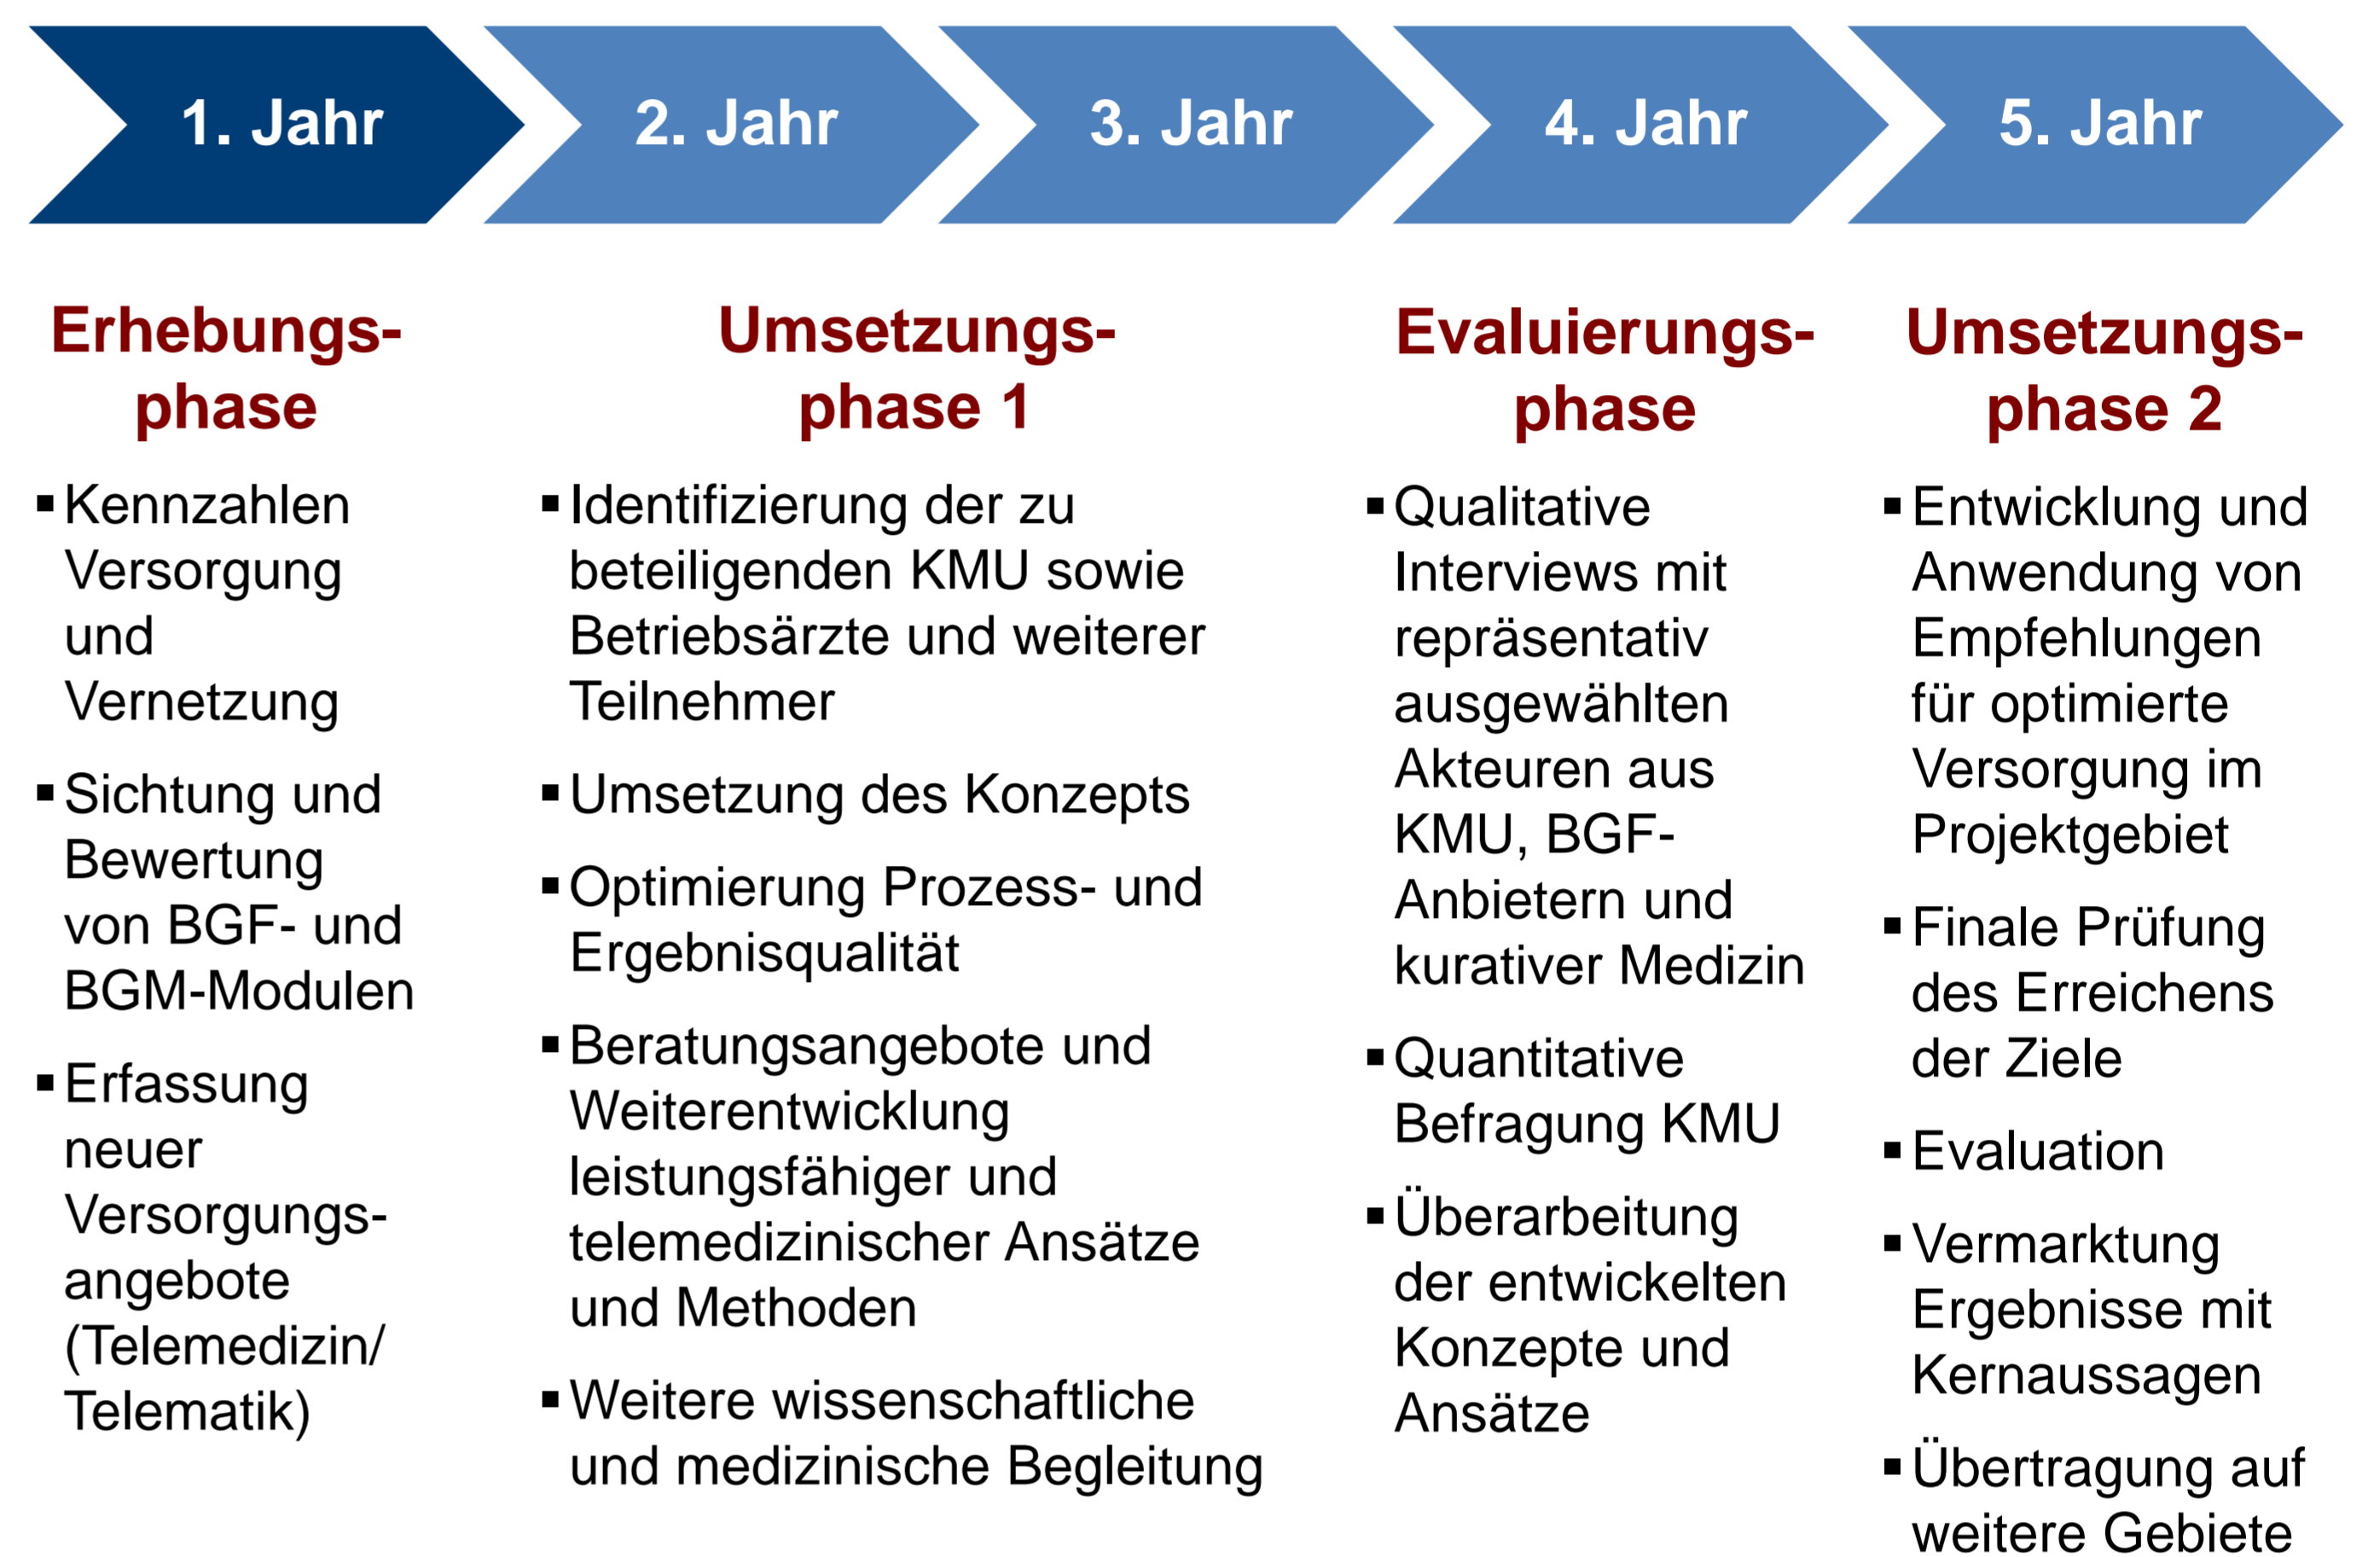 1. Jahr
2. Jahr
3. Jahr
4. Jahr
5. Jahr
Erhebungs-
phase
▪ Kennzahlen
Versorgung
und
Vernetzung
▪ Sichtung und
Bewertung
von BGF- und
BGM-Modulen
▪ Erfassung
neuer
Versorgungs-
angebote
(Telemedizin/
Telematik)
Umsetzungs-
phase 1
▪ Identifizierung der zu
beteiligenden KMU sowie
Betriebsärzte und weiterer
Teilnehmer
▪ Umsetzung des Konzepts
▪ Optimierung Prozess- und
Ergebnisqualität
▪ Beratungsangebote und
Weiterentwicklung
leistungsfähiger und
telemedizinischer Ansätze
und Methoden
▪ Weitere wissenschaftliche
und medizinische Begleitung
Evaluierungs-
phase
▪ Qualitative
Interviews mit
repräsentativ
ausgewählten
Akteuren aus
KMU, BGF-
Anbietern und
kurativer Medizin
▪ Quantitative
Befragung KMU
▪ Überarbeitung
der entwickelten
Konzepte und
Ansätze
Umsetzungs-
phase 2
▪ Entwicklung und
Anwendung von
Empfehlungen
für optimierte
Versorgung im
Projektgebiet
▪ Finale Prüfung
des Erreichens
der Ziele
▪ Evaluation
▪ Vermarktung
Ergebnisse mit
Kernaussagen
▪ Übertragung auf
weitere Gebiete